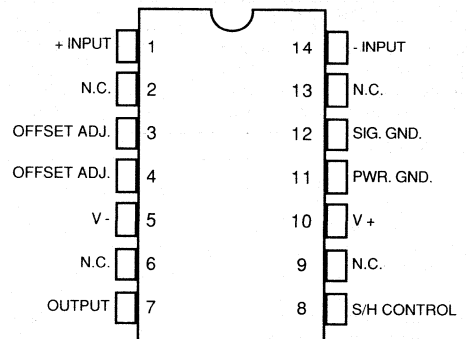 + INPUT 1 14 - INPUT
N.C. 2 13 N.C.
OFFSET ADJ. 3 12 SIG. GND.
OFFSET ADJ. 4 11 PWR. GND.
V - 5 10 V +
N.C. 6 9 N.C.
OUTPUT 7 8 S/H CONTROL